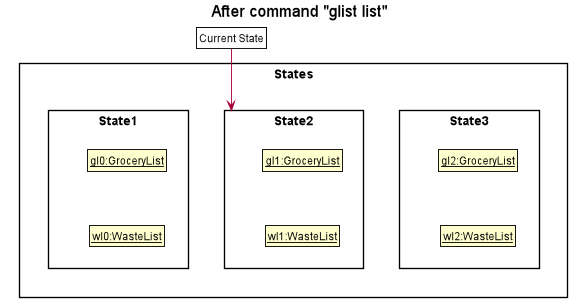 After command "glist list"
Current State
States
State1 State2 State3
gl0:GroceryList gl1:GroceryList gl2:GroceryList
wl0:WasteList wl1:WasteList wl2:WasteList